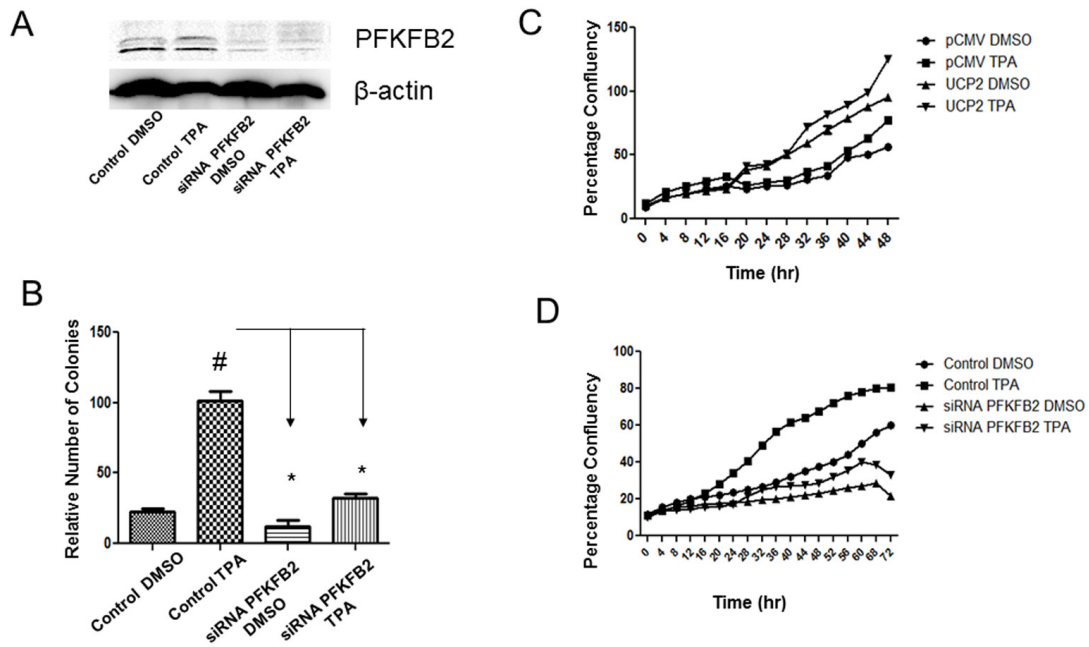 A
PFKFB2
β-actin
Control DMSO
Control TPA
siRNA PFKFB2
DMSO
siRNA PFKFB2
TPA
B
Relative Number of Colonies
150
100
50
0
#
*
*
Control DMSO
Control TPA
siRNA PFKFB2
DMSO
siRNA PFKFB2
TPA
C
Percentage Confluency
150
100
50
0
0 4 8 12 16 20 24 28 32 36 40 44 48
Time (hr)
pCMV DMSO
pCMV TPA
UCP2 DMSO
UCP2 TPA
D
Percentage Confluency
100
80
60
40
20
0
0 4 8 12 16 20 24 28 32 36 40 44 48 52 56 60 68 72
Time (hr)
Control DMSO
Control TPA
siRNA PFKFB2 DMSO
siRNA PFKFB2 TPA